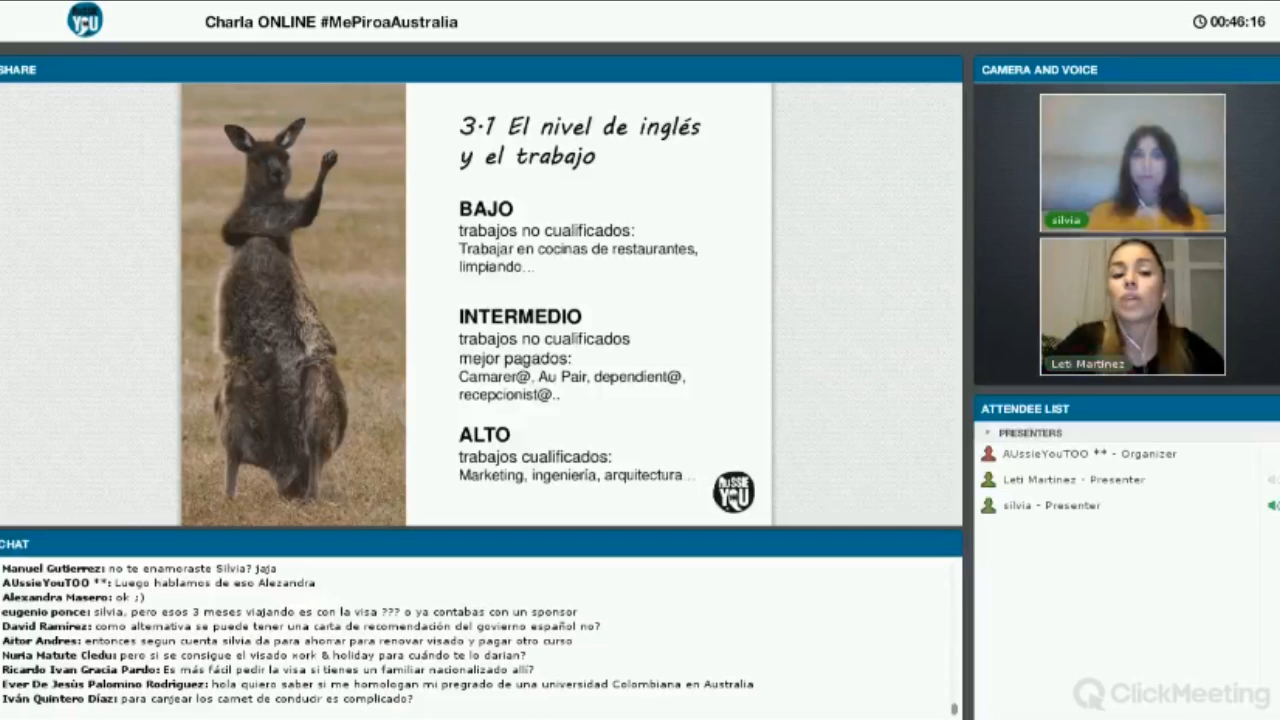 AUSSIE YOU
Charla ONLINE #MePiroaAustralia
00:46:16
SHARE
3.1 El nivel de inglés
y el trabajo
BAJO
trabajos no cualificados:
Trabajar en cocinas de restaurantes,
limpiando...
INTERMEDIO
trabajos no cualificados
mejor pagados:
Camarer@, Au Pair, dependient@,
recepcionist@..
ALTO
trabajos cualificados:
Marketing, ingeniería, arquitectura...
AUSSIE YOU
CAMERA AND VOICE
silvia
Leti Martinez
ATTENDEE LIST
PRESENTERS
AUssieYouTOO ** - Organizer
Leti Martinez - Presenter
silvia - Presenter
CHAT
Manuel Gutierrez: no te enamoraste Silvia? jaja
AUssieYouTOO **: Luego hablamos de eso Alezandra
Alexandra Masero: ok ;)
eugenio ponce: silvia, pero esos 3 meses viajando es con la visa ??? o ya contabas con un sponsor
David Ramírez: como alternativa se puede tener una carta de recomendación del govierno español no?
Aitor Andres: entonces segun cuenta silvia da para ahorrar para renovar visado y pagar otro curso
Nuria Matute Cledu: pero si se consigue el visado work & holiday para cuándo te lo darían?
Ricardo Ivan Gracia Pardo: Es más fácil pedir la visa si tienes un familiar nacionalizado allí?
Ever De Jesùs Palomino Rodriguez: hola quiero saber si me homologan mi pregrado de una universidad Colombiana en Australia
Iván Quintero Díaz: para canjear los carnet de conducir es complicado?
ClickMeeting